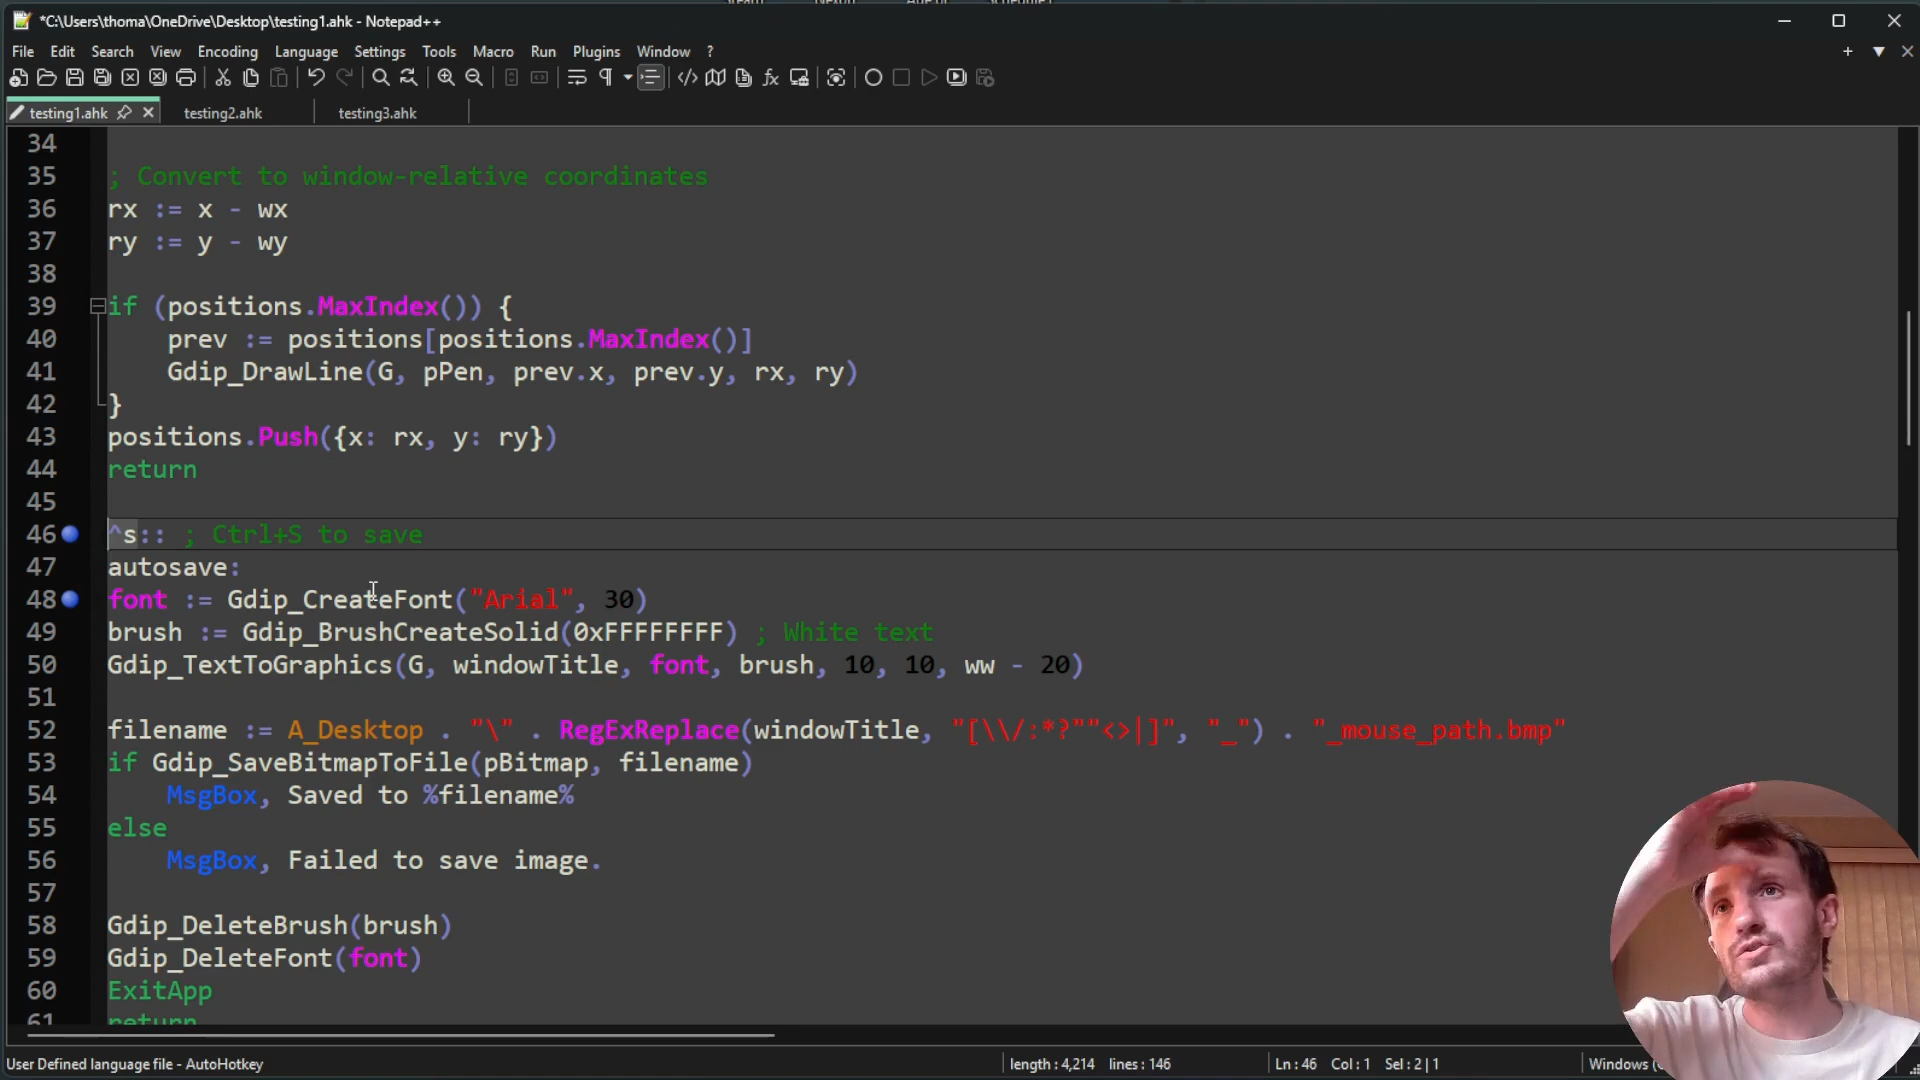 *C:\Users\thoma\OneDrive\Desktop\testing1.ahk - Notepad++
File Edit Search View Encoding Language Settings Tools Macro Run Plugins Window ?
testing1.ahk testing2.ahk testing3.ahk
34
35 ; Convert to window-relative coordinates
36 rx := x - wx
37 ry := y - wy
38
39 if (positions.MaxIndex()) {
40 prev := positions[positions.MaxIndex()]
41 Gdip_DrawLine(G, pPen, prev.x, prev.y, rx, ry)
42 }
43 positions.Push({x: rx, y: ry})
44 return
45
46 ^s:: ; Ctrl+S to save
47 autosave:
48 font := Gdip_CreateFont("Arial", 30)
49 brush := Gdip_BrushCreateSolid(0xFFFFFFFF) ; White text
50 Gdip_TextToGraphics(G, windowTitle, font, brush, 10, 10, ww - 20)
51
52 filename := A_Desktop . "\" . RegExReplace(windowTitle, "[\\/:*?""<>|]", "_") . "_mouse_path.bmp"
53 if Gdip_SaveBitmapToFile(pBitmap, filename)
54 MsgBox, Saved to %filename%
55 else
56 MsgBox, Failed to save image.
57
58 Gdip_DeleteBrush(brush)
59 Gdip_DeleteFont(font)
60 ExitApp
61 return
User Defined language file - AutoHotkey length : 4,214 lines : 146 Ln : 46 Col : 1 Sel : 2 | 1 Windows